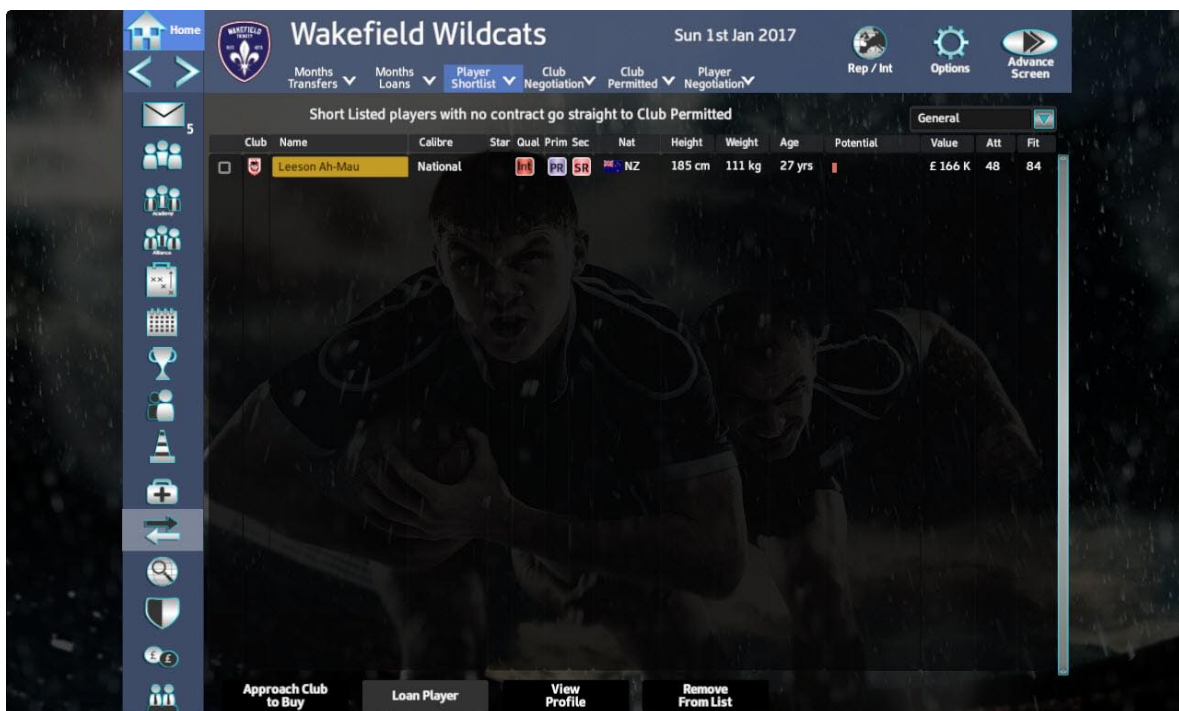 Home
WAKEFIELD
TRINITY
Wakefield Wildcats
Sun 1st Jan 2017
Rep / Int
Options
Advance
Screen
Months
Transfers
Months
Loans
Player
Shortlist
Club
Negotiation
Club
Permitted
Player
Negotiation
5
Short Listed players with no contract go straight to Club Permitted
General
Club Name Calibre Star Qual Prim Sec Nat Height Weight Age Potential Value Att Fit
Leeson Ah-Mau National Int PR SR NZ 185 cm 111 kg 27 yrs £ 166 K 48 84
Academy
Alliance
Approach Club
to Buy
Loan Player
View
Profile
Remove
From List